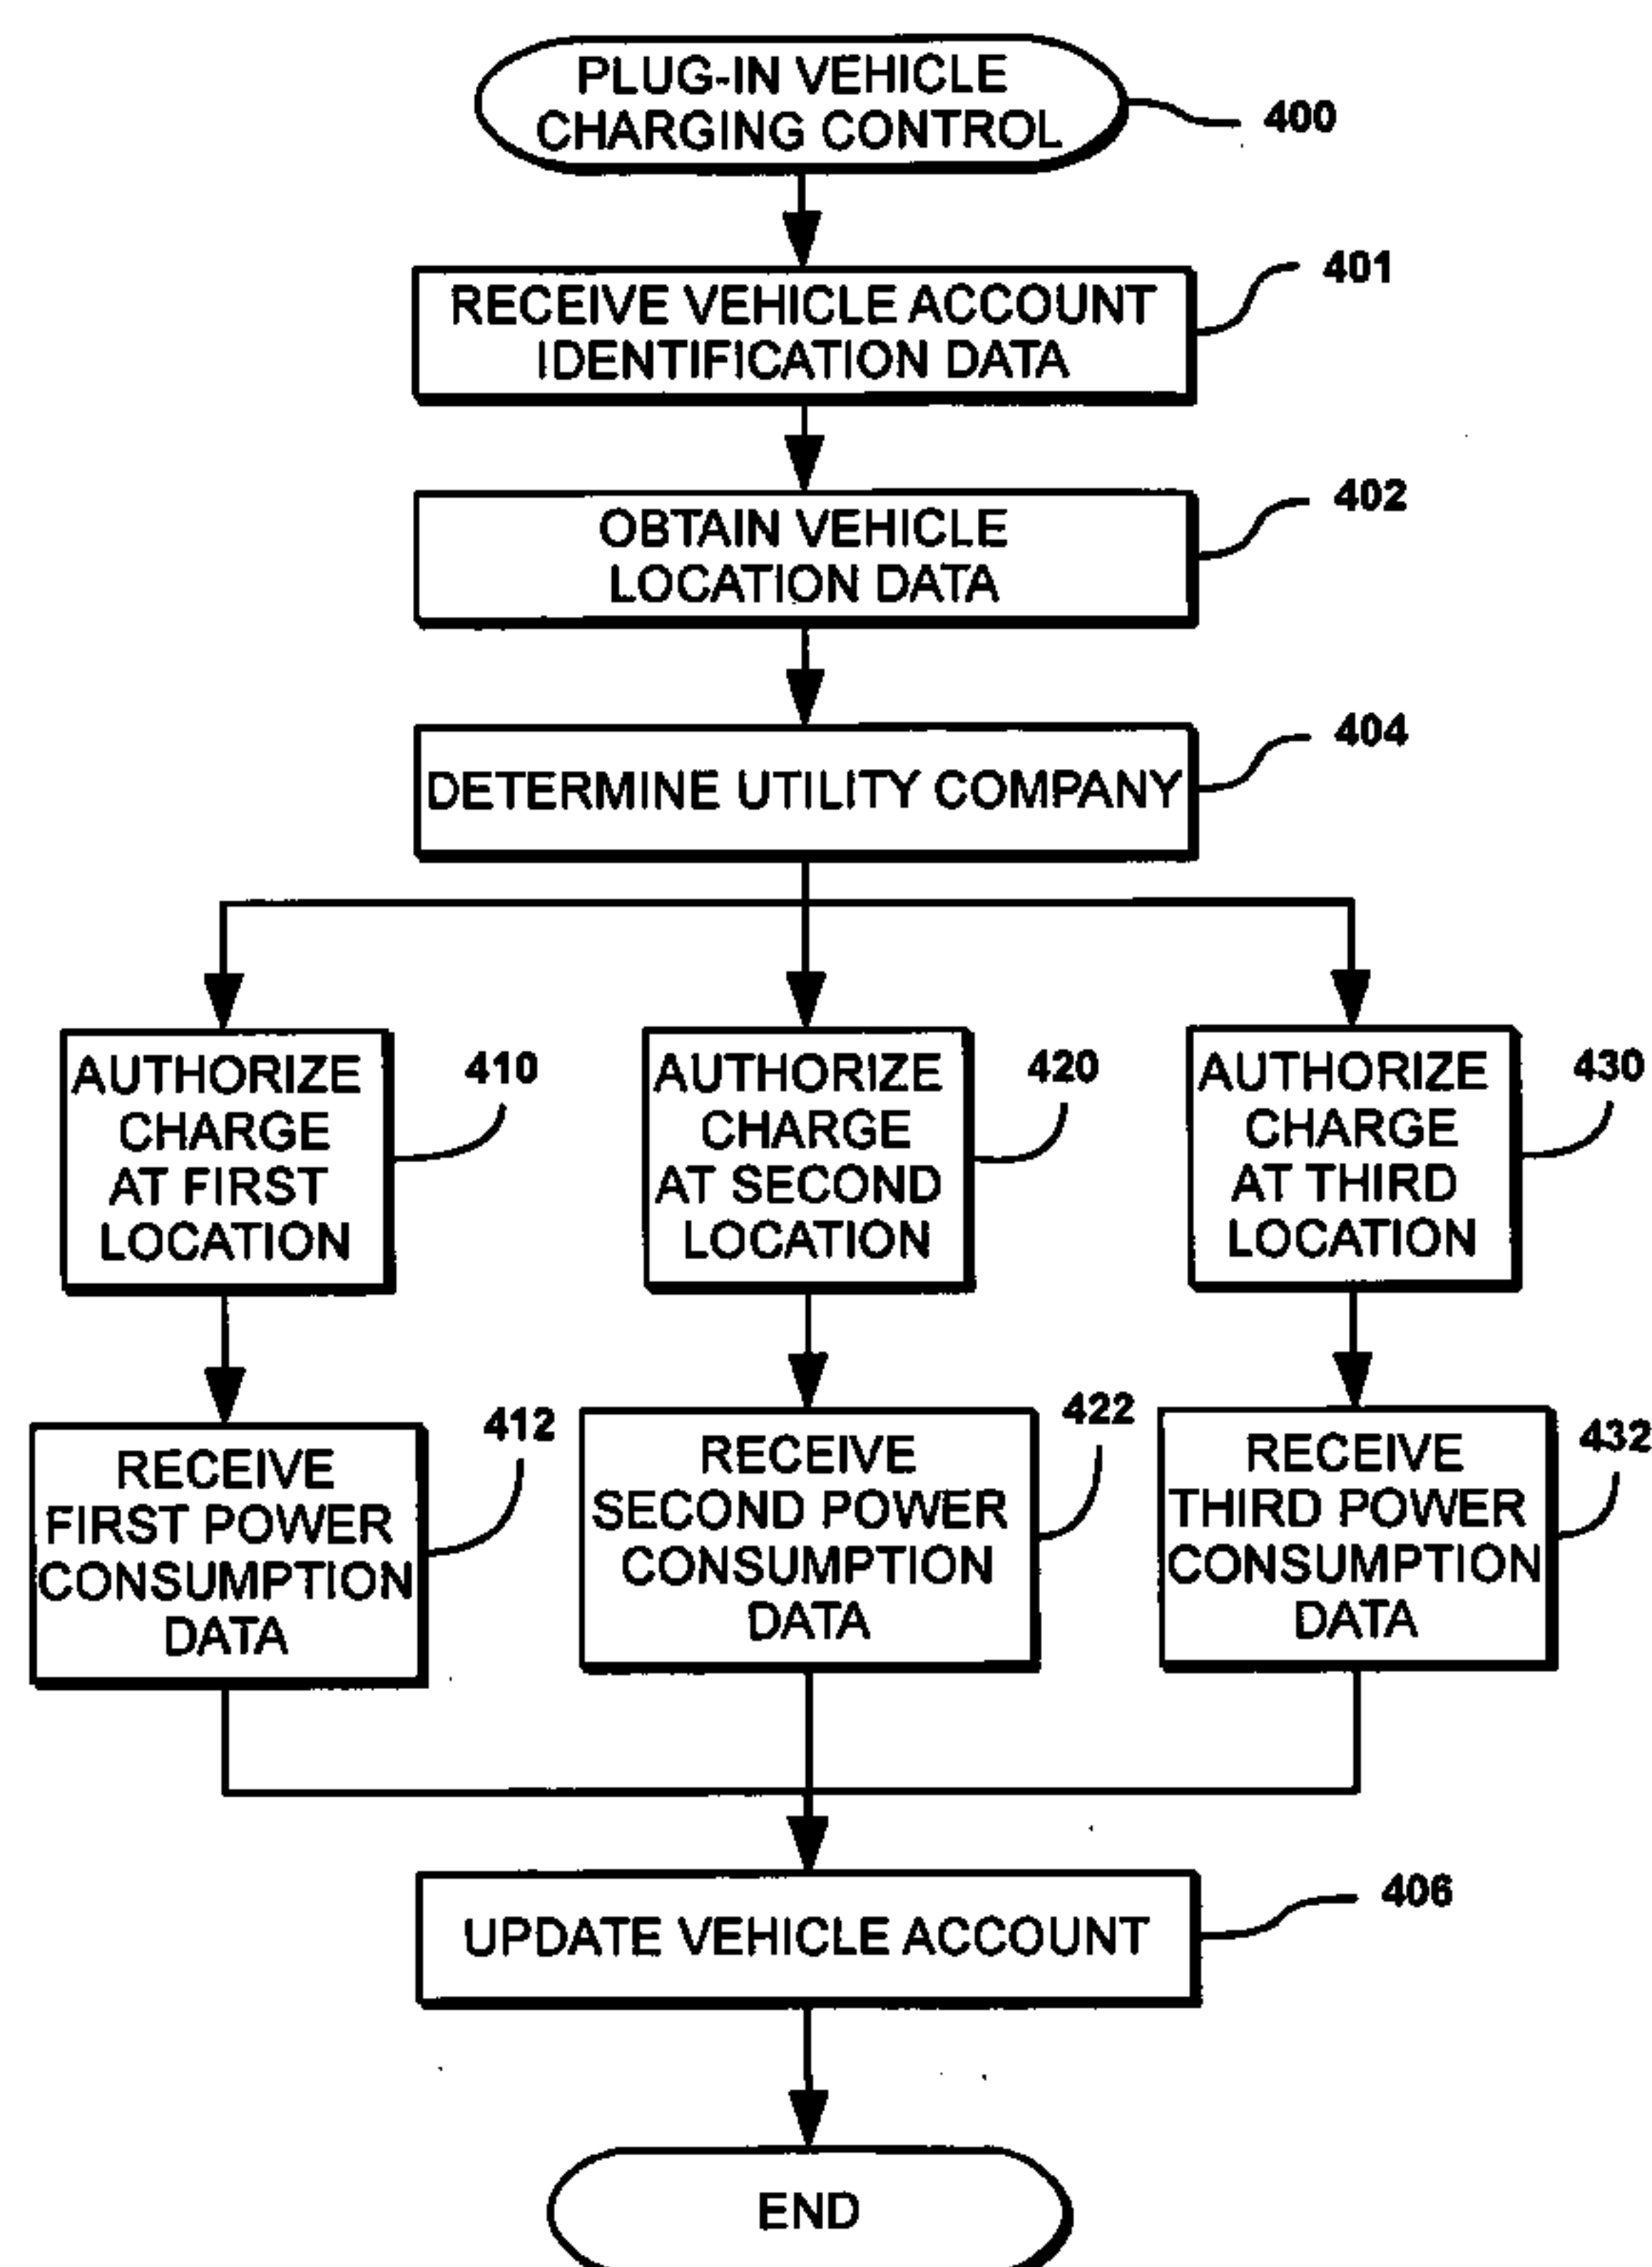 PLUG-IN VEHICLE
CHARGING CONTROL
400
RECEIVE VEHICLE ACCOUNT
IDENTIFICATION DATA
401
OBTAIN VEHICLE
LOCATION DATA
402
DETERMINE UTILITY COMPANY
404
AUTHORIZE
CHARGE
AT FIRST
LOCATION
410
AUTHORIZE
CHARGE
AT SECOND
LOCATION
420
AUTHORIZE
CHARGE
AT THIRD
LOCATION
430
RECEIVE
FIRST POWER
CONSUMPTION
DATA
412
RECEIVE
SECOND POWER
CONSUMPTION
DATA
422
RECEIVE
THIRD POWER
CONSUMPTION
DATA
432
UPDATE VEHICLE ACCOUNT
406
END